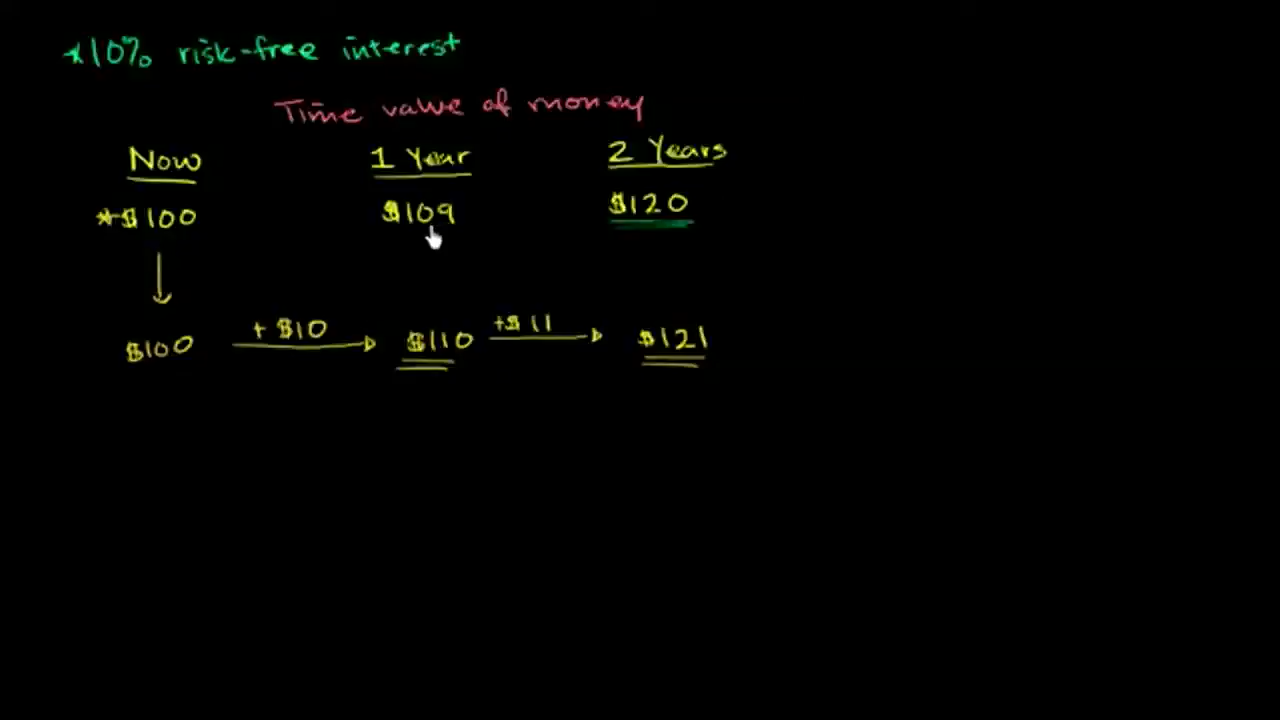 *10% risk-free interest
Time value of money
Now 1 Year 2 Years
*$100 $109 $120
$100 + $10 $110 +$11 $121